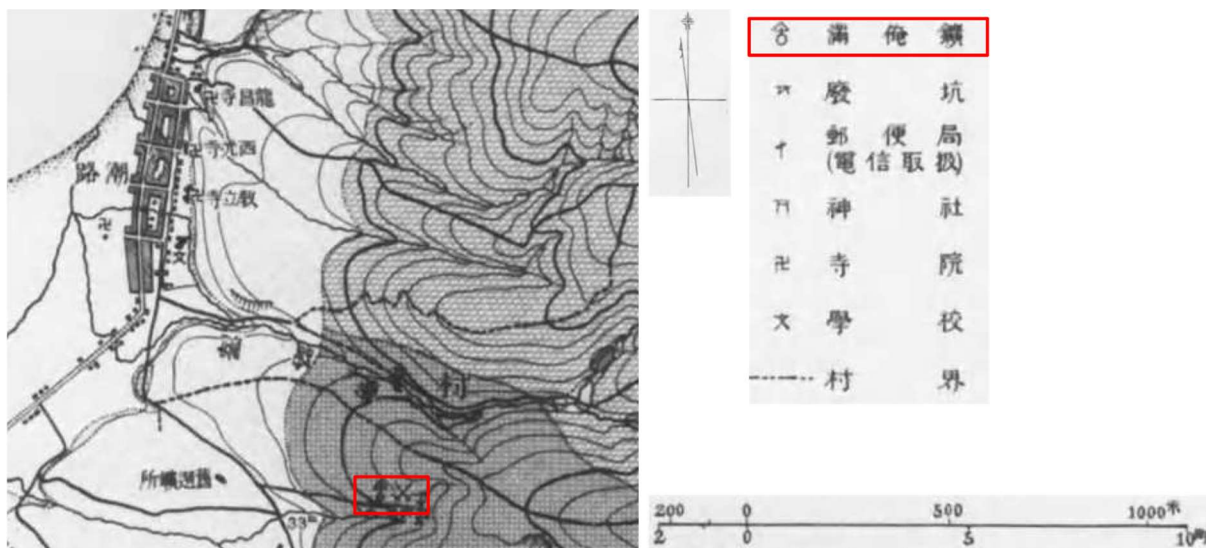 龍昌寺
西光寺
教立寺
潮路
村
舊選鑛所
33
滿俺鑛
廢坑
郵便局
(電信取扱)
神社
寺院
學校
村界
200 0 500 1000米
2 0 5 10町